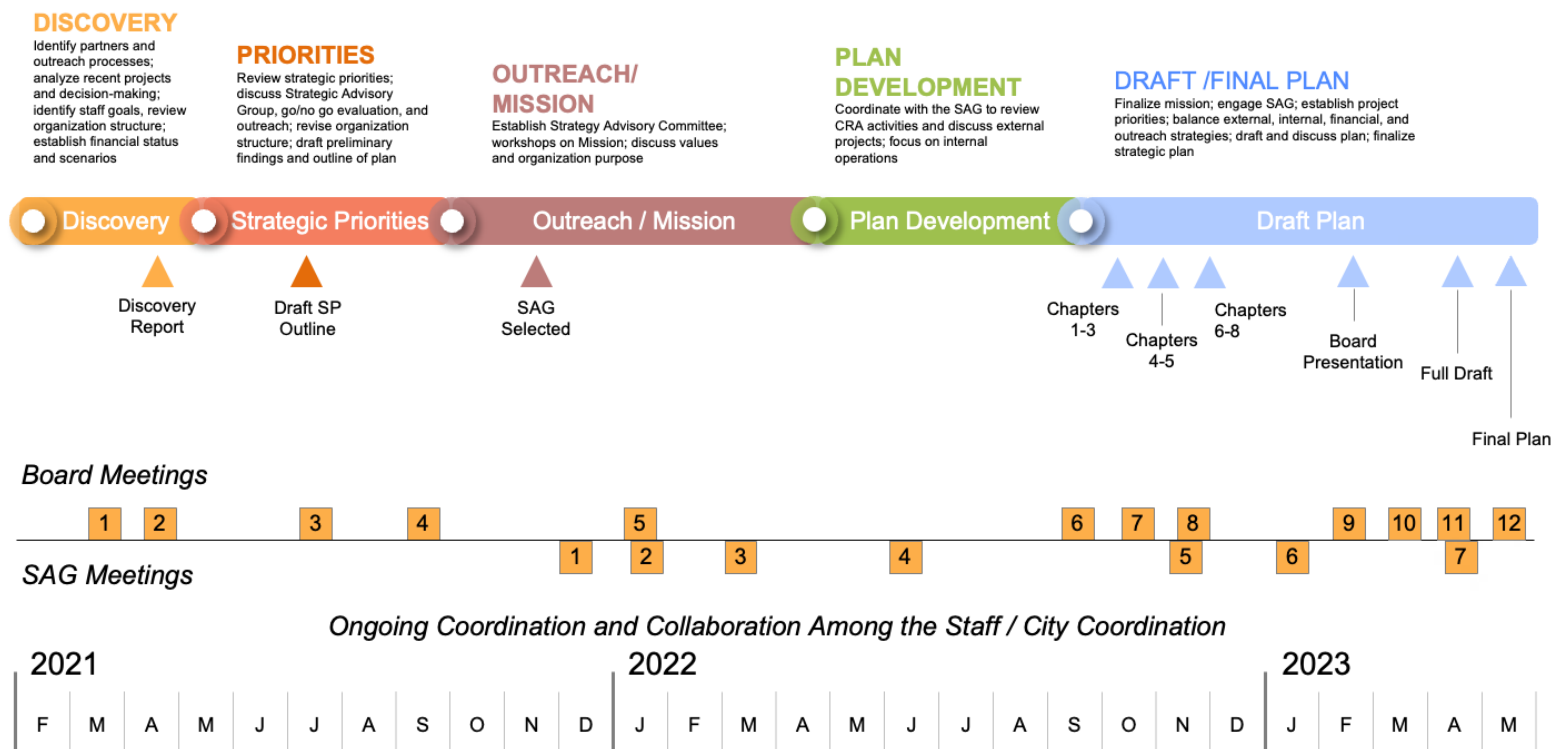 DISCOVERY
Identify partners and
outreach processes;
analyze recent projects
and decision-making;
identify staff goals, review
organization structure;
establish financial status
and scenarios
PRIORITIES
Review strategic priorities;
discuss Strategic Advisory
Group, go/no go evaluation, and
outreach; revise organization
structure; draft preliminary
findings and outline of plan
OUTREACH/
MISSION
Establish Strategy Advisory Committee;
workshops on Mission; discuss values
and organization purpose
PLAN
DEVELOPMENT
Coordinate with the SAG to review
CRA activities and discuss external
projects; focus on internal
operations
DRAFT /FINAL PLAN
Finalize mission; engage SAG; establish project
priorities; balance external, internal, financial, and
outreach strategies; draft and discuss plan; finalize
strategic plan
Discovery
Strategic Priorities
Outreach / Mission
Plan Development
Draft Plan
Discovery
Report
Draft SP
Outline
SAG
Selected
Chapters
1-3
Chapters
4-5
Chapters
6-8
Board
Presentation
Full Draft
Final Plan
Board Meetings
1 2 3 4 5 6 7 8 9 10 11 12
1 2 3 4 5 6 7
SAG Meetings
Ongoing Coordination and Collaboration Among the Staff / City Coordination
2021 2022 2023
F M A M J J A S O N D J F M A M J J A S O N D J F M A M